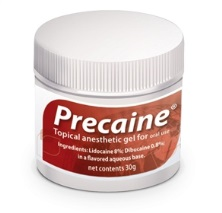 Precaine®
Topical anesthetic gel for oral use
Ingredients: Lidocaine 8%; Dibucaine 0.8%;
in a flavored aqueous base.
net contents 30g